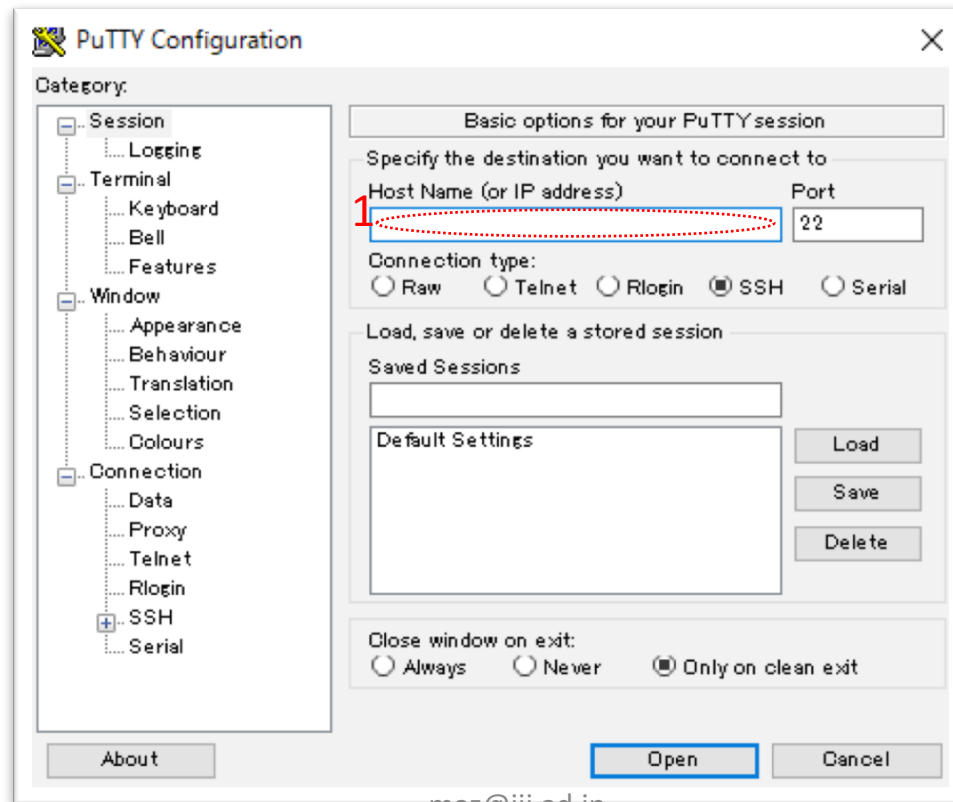 PuTTY Configuration
Category:
Session
Logging
Terminal
Keyboard
Bell
Features
Window
Appearance
Behaviour
Translation
Selection
Colours
Connection
Data
Proxy
Telnet
Rlogin
SSH
Serial
Basic options for your PuTTY session
Specify the destination you want to connect to
Host Name (or IP address) Port
1
22
Connection type:
Raw Telnet Rlogin SSH Serial
Load, save or delete a stored session
Saved Sessions
Default Settings
Load
Save
Delete
Close window on exit:
Always Never Only on clean exit
About Open Cancel